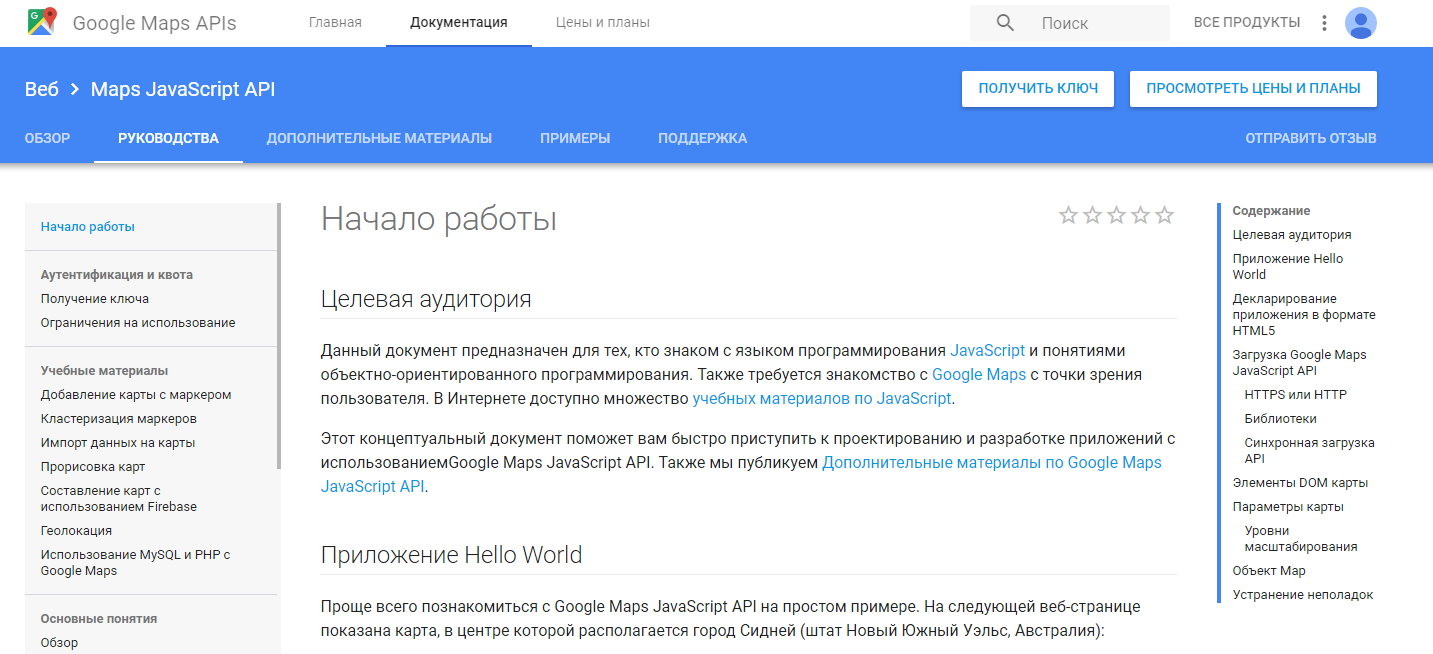 Google Maps APIs
Главная
Документация
Цены и планы
Поиск
ВСЕ ПРОДУКТЫ
Веб > Maps JavaScript API
ПОЛУЧИТЬ КЛЮЧ
ПРОСМОТРЕТЬ ЦЕНЫ И ПЛАНЫ
ОБЗОР
РУКОВОДСТВА
ДОПОЛНИТЕЛЬНЫЕ МАТЕРИАЛЫ
ПРИМЕРЫ
ПОДДЕРЖКА
ОТПРАВИТЬ ОТЗЫВ
Начало работы
Аутентификация и квота
Получение ключа
Ограничения на использование
Учебные материалы
Добавление карты с маркером
Кластеризация маркеров
Импорт данных на карты
Прорисовка карт
Составление карт с
использованием Firebase
Геолокация
Использование MySQL и PHP с
Google Maps
Основные понятия
Обзор
Начало работы
Целевая аудитория
Данный документ предназначен для тех, кто знаком с языком программирования JavaScript и понятиями
объектно-ориентированного программирования. Также требуется знакомство с Google Maps с точки зрения
пользователя. В Интернете доступно множество учебных материалов по JavaScript.
Этот концептуальный документ поможет вам быстро приступить к проектированию и разработке приложений с
использованиемGoogle Maps JavaScript API. Также мы публикуем Дополнительные материалы по Google Maps
JavaScript API.
Приложение Hello World
Проще всего познакомиться с Google Maps JavaScript API на простом примере. На следующей веб-странице
показана карта, в центре которой располагается город Сидней (штат Новый Южный Уэльс, Австралия):
Содержание
Целевая аудитория
Приложение Hello
World
Декларирование
приложения в формате
HTML5
Загрузка Google Maps
JavaScript API
HTTPS или HTTP
Библиотеки
Синхронная загрузка
API
Элементы DOM карты
Параметры карты
Уровни
масштабирования
Объект Map
Устранение неполадок